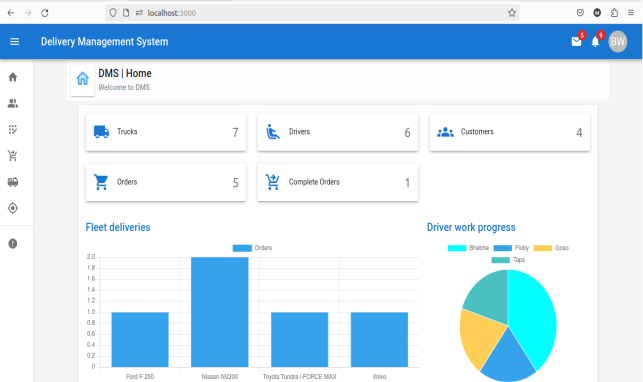 localhost:3000
Delivery Management System
5
9
BW
DMS | Home
Welcome to DMS
Trucks 7
Drivers 6
Customers 4
Orders 5
Complete Orders 1
Fleet deliveries
Driver work progress
Orders
Bhabhe Floby Goso
Taps
2.0
1.8
1.6
1.4
1.2
1.0
0.8
0.6
0.4
0.2
0
Ford F-250 Nissan NV200 Toyota Tundra i-FORCE MAX Volvo